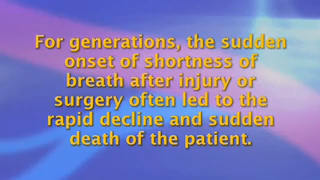 For generations, the sudden
onset of shortness of
breath after injury or
surgery often led to the
rapid decline and sudden
death of the patient.